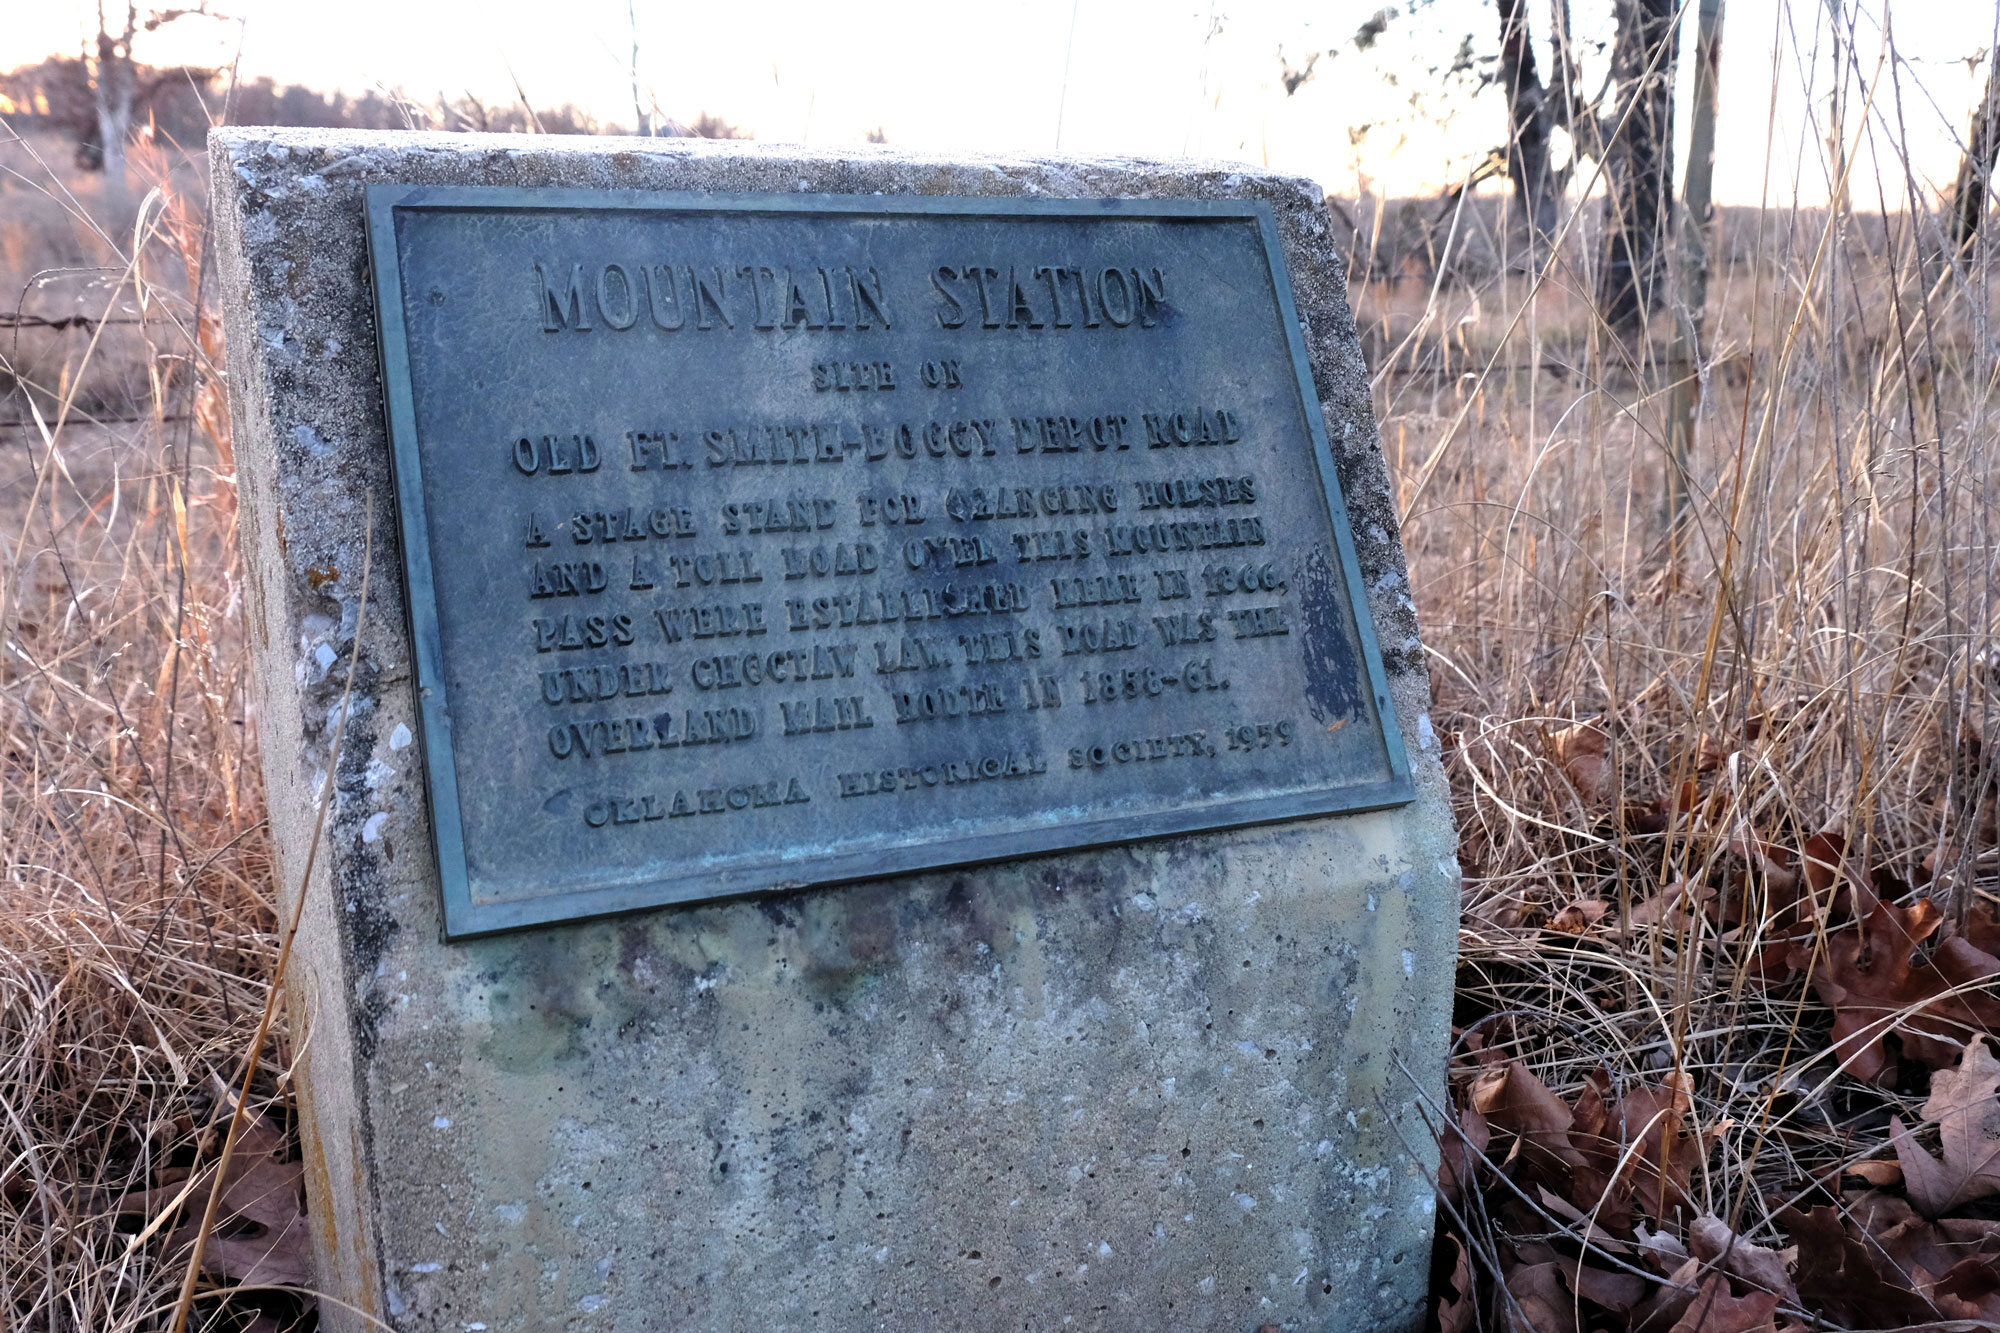 MOUNTAIN STATION
SITE ON
OLD FT. SMITH-BOGGY DEPOT ROAD
A STAGE STAND FOR CHANGING HORSES
AND A TOLL ROAD OVER THIS MOUNTAIN
PASS WERE ESTABLISHED HERE IN 1866,
UNDER CHOCTAW LAW. THIS ROAD WAS THE
OVERLAND MAIL ROUTE IN 1858-61.
OKLAHOMA HISTORICAL SOCIETY, 1959